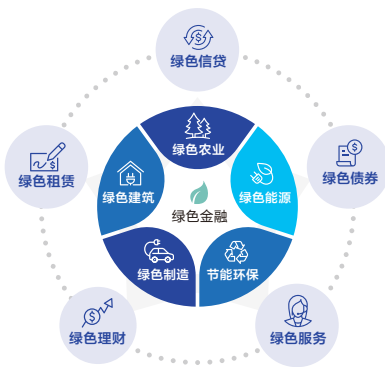 绿色信贷
绿色农业
绿色租赁
绿色建筑
绿色能源
绿色债券
绿色金融
绿色制造
节能环保
绿色理财
绿色服务